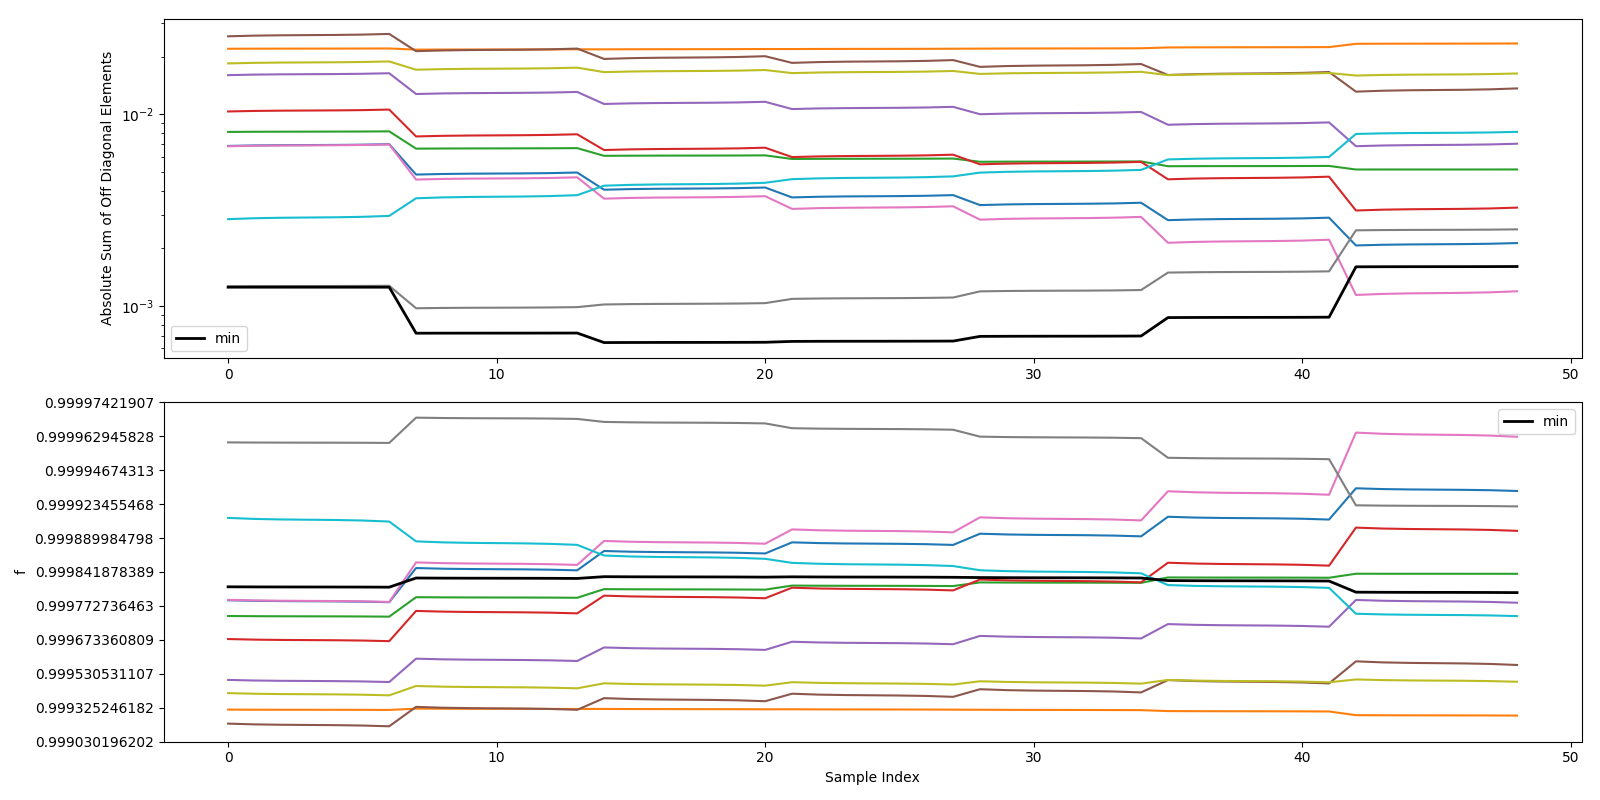 Absolute Sum of Off Diagonal Elements
10⁻²
10⁻³
min
0 10 20 30 40 50
f
0.99997421907
0.999962945828
0.99994674313
0.999923455468
0.999889984798
0.999841878389
0.999772736463
0.999673360809
0.999530531107
0.999325246182
0.999030196202
min
0 10 20 30 40 50
Sample Index